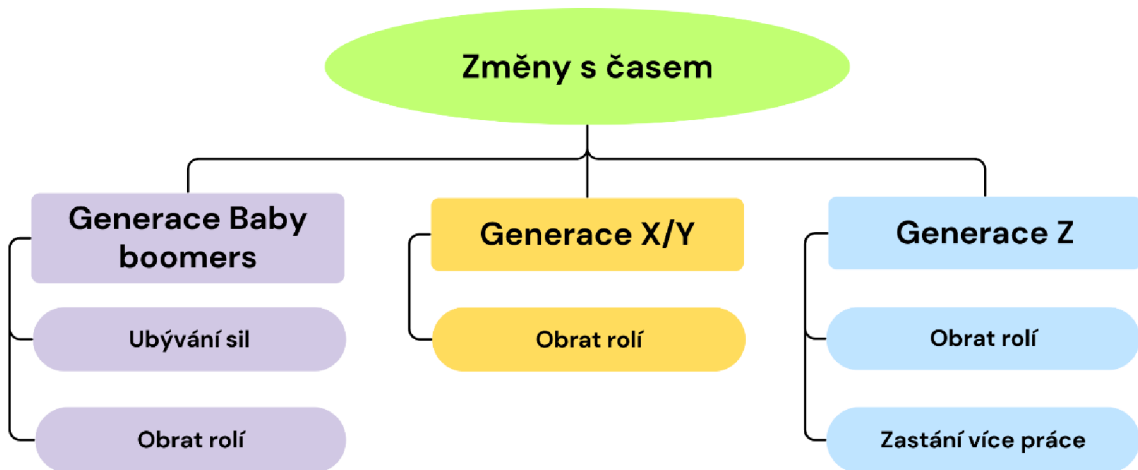 Změny s časem
Generace Baby
boomers
Generace X/Y
Generace Z
Ubývání sil
Obrat rolí
Obrat rolí
Obrat rolí
Zastání více práce